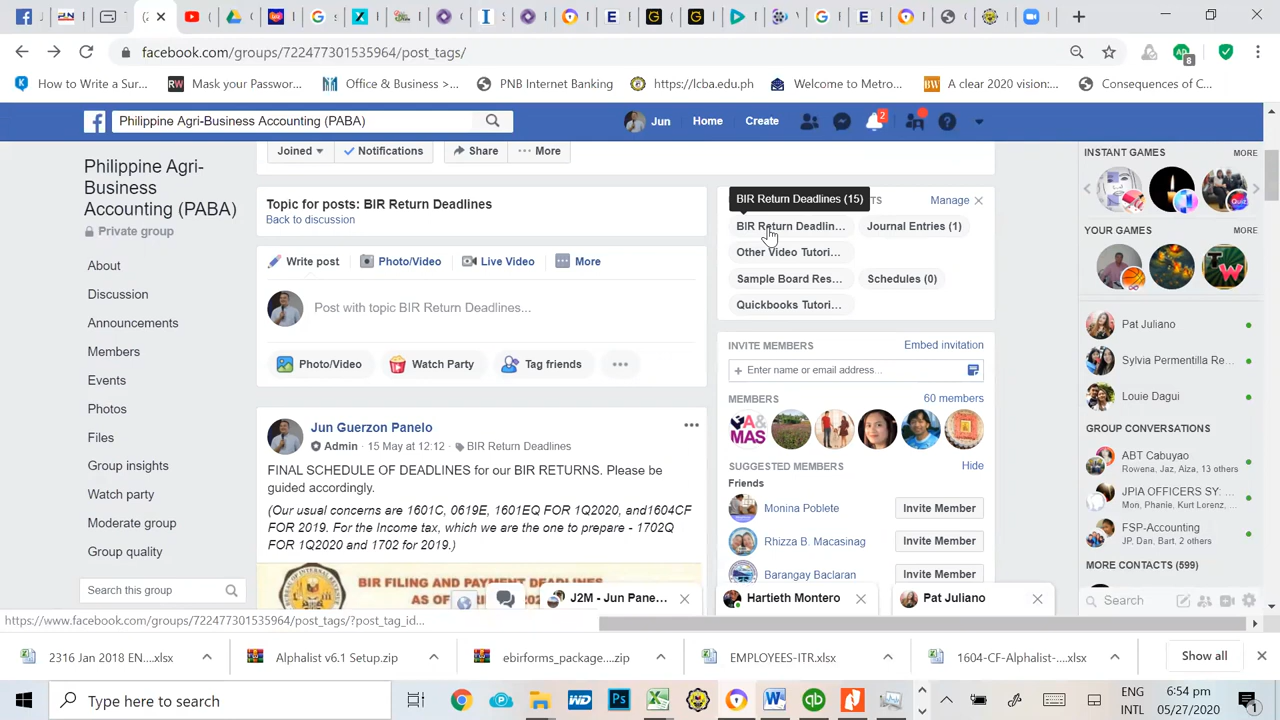 facebook.com/groups/722477301535964/post_tags/
How to Write a Sur...
Mask your Passwor...
Office & Business >...
PNB Internet Banking
https://lcba.edu.ph
Welcome to Metro...
A clear 2020 vision:...
Consequences of C...
Philippine Agri-Business Accounting (PABA)
Jun
Home
Create
2
Joined
Notifications
Share
More
Philippine Agri-
Business
Accounting (PABA)
Private group
About
Discussion
Announcements
Members
Events
Photos
Files
Group insights
Watch party
Moderate group
Group quality
Search this group
Topic for posts: BIR Return Deadlines
Back to discussion
Write post
Photo/Video
Live Video
More
Post with topic BIR Return Deadlines...
Photo/Video
Watch Party
Tag friends
Jun Guerzon Panelo
Admin · 15 May at 12:12 · BIR Return Deadlines
FINAL SCHEDULE OF DEADLINES for our BIR RETURNS. Please be
guided accordingly.
(Our usual concerns are 1601C, 0619E, 1601EQ FOR 1Q2020, and1604CF
FOR 2019. For the Income tax, which we are the one to prepare - 1702Q
FOR 1Q2020 and 1702 for 2019.)
BIR FILING AND PAYMENT DEADLINES
BIR Return Deadlines (15)
Manage
BIR Return Deadlin...
Journal Entries (1)
Other Video Tutori...
Sample Board Res...
Schedules (0)
Quickbooks Tutori...
INVITE MEMBERS
Embed invitation
Enter name or email address...
MEMBERS
60 members
SUGGESTED MEMBERS
Hide
Friends
Monina Poblete
Invite Member
Rhizza B. Macasinag
Invite Member
Barangay Baclaran
Invite Member
INSTANT GAMES
MORE
YOUR GAMES
MORE
Pat Juliano
Sylvia Permentilla Re...
Louie Dagui
GROUP CONVERSATIONS
ABT Cabuyao
Rowena, Jaz, Aiza, 13 others
JPIA OFFICERS SY: ...
Mon, Phanie, Kurt Lorenz,...
FSP-Accounting
JP, Dan, Bart, 2 others
MORE CONTACTS (599)
Search
J2M - Jun Pane...
Hartieth Montero
Pat Juliano
https://www.facebook.com/groups/722477301535964/post_tags/?post_tag_id...
2316 Jan 2018 EN....xlsx
Alphalist v6.1 Setup.zip
ebirforms_package....zip
EMPLOYEES-ITR.xlsx
1604-CF-Alphalist-....xlsx
Show all
Type here to search
ENG
INTL
6:54 pm
05/27/2020